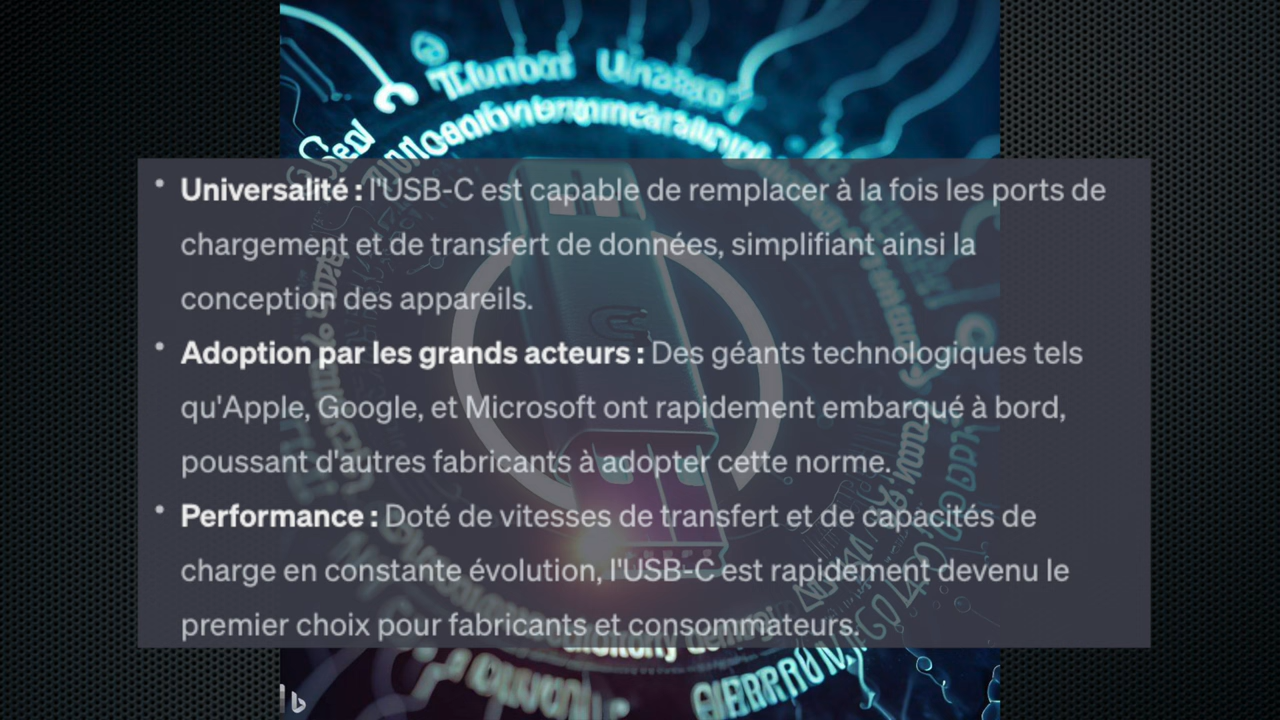 • Universalité : l'USB-C est capable de remplacer à la fois les ports de
chargement et de transfert de données, simplifiant ainsi la
conception des appareils.
• Adoption par les grands acteurs : Des géants technologiques tels
qu'Apple, Google, et Microsoft ont rapidement embarqué à bord,
poussant d'autres fabricants à adopter cette norme.
• Performance : Doté de vitesses de transfert et de capacités de
charge en constante évolution, l'USB-C est rapidement devenu le
premier choix pour fabricants et consommateurs.